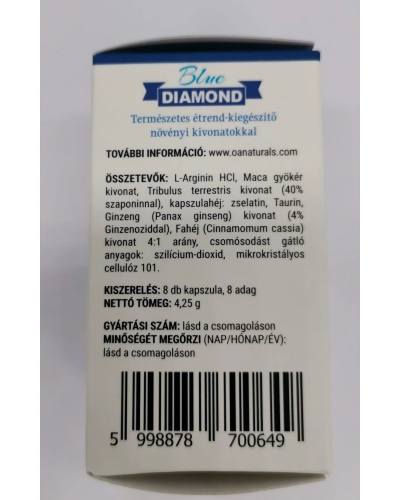 Blue
DIAMOND
Természetes étrend-kiegészítő
növényi kivonatokkal
TOVÁBBI INFORMÁCIÓ: www.oanaturals.com
ÖSSZETEVŐK: L-Arginin HCl, Maca gyökér
kivonat, Tribulus terrestris kivonat (40%
szaponinnal), kapszulahéj: zselatin, Taurin,
Ginzeng (Panax ginseng) kivonat (4%
Ginzenoziddal), Fahéj (Cinnamomum cassia)
kivonat 4:1 arány, csomósodást gátló
anyagok: szilícium-dioxid, mikrokristályos
cellulóz 101.
KISZERELÉS: 8 db kapszula, 8 adag
NETTÓ TÖMEG: 4,25 g
GYÁRTÁSI SZÁM: lásd a csomagoláson
MINŐSÉGÉT MEGŐRZI (NAP/HÓNAP/ÉV):
lásd a csomagoláson
5 998878 700649